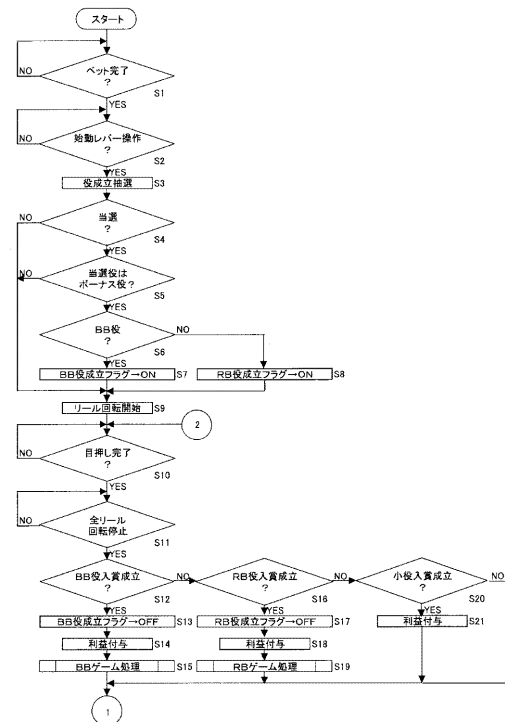 スタート
ベット完了
?
NO
S1
YES
始動レバー操作
?
NO
S2
YES
役成立抽選
S3
当選
?
NO
S4
YES
当選役は
ボーナス役?
NO
S5
YES
BB役
?
NO
S6
YES
BB役成立フラグ→ON
S7
RB役成立フラグ→ON
S8
リール回転開始
S9
2
目押し完了
?
NO
S10
YES
全リール
回転停止
NO
S11
YES
BB役入賞成立
?
NO
S12
YES
RB役入賞成立
?
NO
S16
YES
小役入賞成立
?
NO
S20
YES
BB役成立フラグ→OFF
S13
RB役成立フラグ→OFF
S17
利益付与
S21
利益付与
S14
利益付与
S18
BBゲーム処理
S15
RBゲーム処理
S19
1